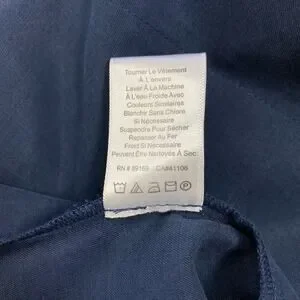 Tourner Le Vêtement
À L'envers
Laver À La Machine
À L'eau Froide Avec
Couleurs Similaires
Blanchir Sans Chlore
Si Nécessaire
Suspendre Pour Sécher
Repasser Au Fer
Froid Si Nécessaire
Peuvent Être Nettoyés À Sec
RN # 89169 CA#41106